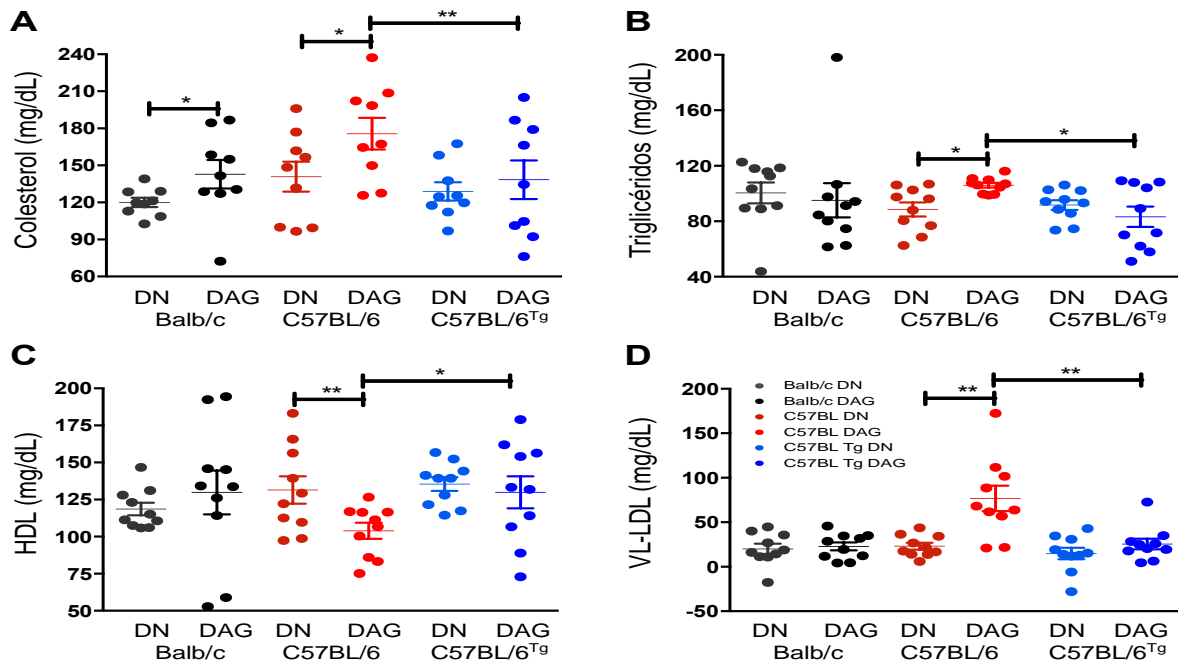 A
Colesterol (mg/dL)
240
210
180
150
120
90
60
* * **
DN DAG DN DAG DN DAG
Balb/c C57BL/6 C57BL/6Tg
B
Triglicéridos (mg/dL)
200
160
120
80
40
* *
DN DAG DN DAG DN DAG
Balb/c C57BL/6 C57BL/6Tg
C
HDL (mg/dL)
200
175
150
125
100
75
50
** *
DN DAG DN DAG DN DAG
Balb/c C57BL/6 C57BL/6Tg
D
V/L-LDL (mg/dL)
200
150
100
50
0
-50
** **
Balb/c DN
Balb/c DAG
C57BL DN
C57BL DAG
C57BL Tg DN
C57BL Tg DAG
DN DAG DN DAG DN DAG
Balb/c C57BL/6 C57BL/6Tg